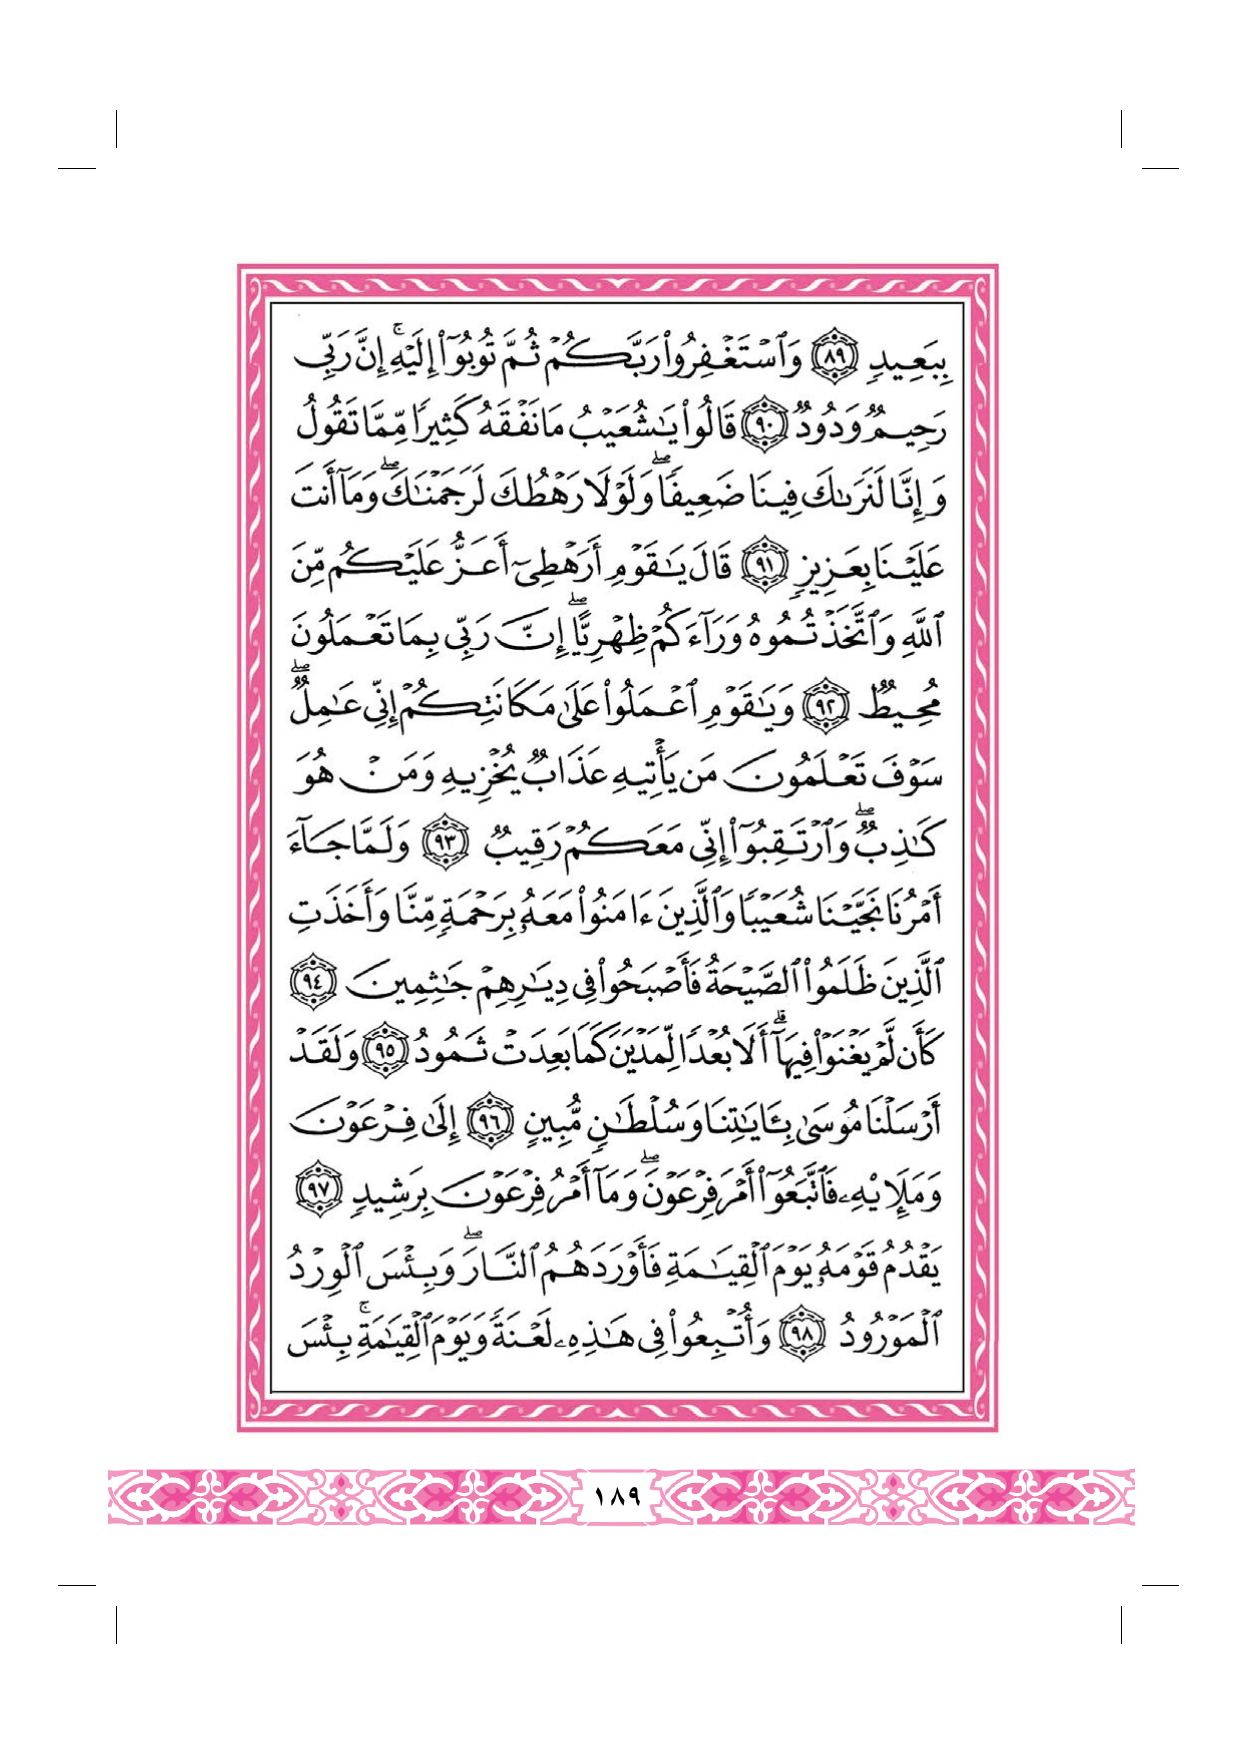 بِبَعِيدٍ ٨٩ وَٱسۡتَغۡفِرُواْ رَبَّكُمۡ ثُمَّ تُوبُوٓاْ إِلَيۡهِۚ إِنَّ رَبِّي
رَحِيمٞ وَدُودٞ ٩٠ قَالُواْ يَٰشُعَيۡبُ مَا نَفۡقَهُ كَثِيرٗا مِّمَّا تَقُولُ
وَإِنَّا لَنَرَىٰكَ فِينَا ضَعِيفٗاۖ وَلَوۡلَا رَهۡطُكَ لَرَجَمۡنَٰكَۖ وَمَآ أَنتَ
عَلَيۡنَا بِعَزِيزٖ ٩١ قَالَ يَٰقَوۡمِ أَرَهۡطِيٓ أَعَزُّ عَلَيۡكُم مِّنَ
ٱللَّهِ وَٱتَّخَذۡتُمُوهُ وَرَآءَكُمۡ ظِهۡرِيًّاۖ إِنَّ رَبِّي بِمَا تَعۡمَلُونَ
مُحِيطٞ ٩٢ وَيَٰقَوۡمِ ٱعۡمَلُواْ عَلَىٰ مَكَانَتِكُمۡ إِنِّي عَٰمِلٞۖ
سَوۡفَ تَعۡلَمُونَ مَن يَأۡتِيهِ عَذَابٞ يُخۡزِيهِ وَمَنۡ هُوَ
كَٰذِبٞۖ وَٱرۡتَقِبُوٓاْ إِنِّي مَعَكُمۡ رَقِيبٞ ٩٣ وَلَمَّا جَآءَ
أَمۡرُنَا نَجَّيۡنَا شُعَيۡبٗا وَٱلَّذِينَ ءَامَنُواْ مَعَهُۥ بِرَحۡمَةٖ مِّنَّا وَأَخَذَتِ
ٱلَّذِينَ ظَلَمُواْ ٱلصَّيۡحَةُ فَأَصۡبَحُواْ فِي دِيَٰرِهِمۡ جَٰثِمِينَ ٩٤
كَأَن لَّمۡ يَغۡنَوۡاْ فِيهَآۗ أَلَا بُعۡدٗا لِّمَدۡيَنَ كَمَا بَعِدَتۡ ثَمُودُ ٩٥ وَلَقَدۡ
أَرۡسَلۡنَا مُوسَىٰ بِـَٔايَٰتِنَا وَسُلۡطَٰنٖ مُّبِينٍ ٩٦ إِلَىٰ فِرۡعَوۡنَ
وَمَلَإِيْهِۦ فَٱتَّبَعُوٓاْ أَمۡرَ فِرۡعَوۡنَۖ وَمَآ أَمۡرُ فِرۡعَوۡنَ بِرَشِيدٖ ٩٧
يَقۡدُمُ قَوۡمَهُۥ يَوۡمَ ٱلۡقِيَٰمَةِ فَأَوۡرَدَهُمُ ٱلنَّارَۖ وَبِئۡسَ ٱلۡوِرۡدُ
ٱلۡمَوۡرُودُ ٩٨ وَأُتۡبِعُواْ فِي هَٰذِهِۦ لَعۡنَةٗ وَيَوۡمَ ٱلۡقِيَٰمَةِۚ بِئۡسَ
١٨٩